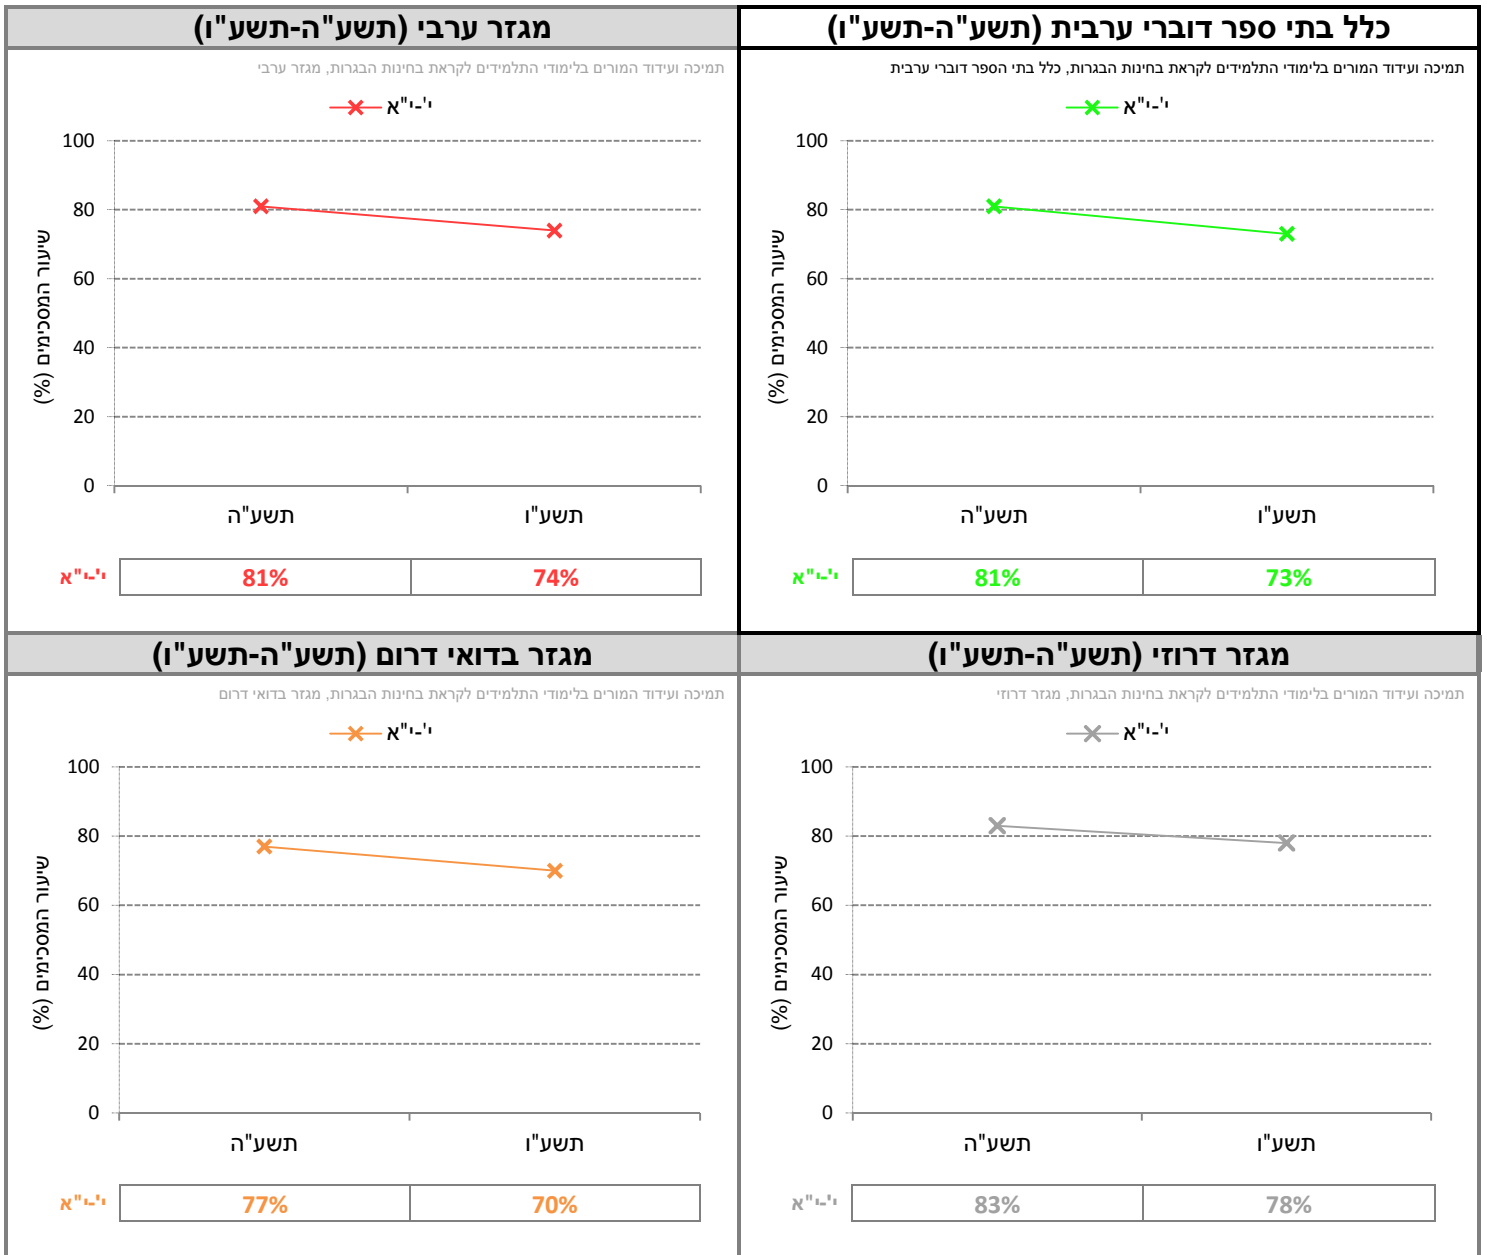 כלל בתי ספר דוברי ערבית (תשע"ה-תשע"ו)
תמיכה ועידוד המורים בלימודי התלמידים לקראת בחינות הבגרות, כלל בתי הספר דוברי ערבית
י'-י"א
שיעור המסכימים (%)
100
80
60
40
20
0
תשע"ה
תשע"ו
י'-י"א 81% 73%
מגזר ערבי (תשע"ה-תשע"ו)
תמיכה ועידוד המורים בלימודי התלמידים לקראת בחינות הבגרות, מגזר ערבי
י'-י"א
שיעור המסכימים (%)
100
80
60
40
20
0
תשע"ה
תשע"ו
י'-י"א 81% 74%
מגזר דרוזי (תשע"ה-תשע"ו)
תמיכה ועידוד המורים בלימודי התלמידים לקראת בחינות הבגרות, מגזר דרוזי
י'-י"א
שיעור המסכימים (%)
100
80
60
40
20
0
תשע"ה
תשע"ו
י'-י"א 83% 78%
מגזר בדואי דרום (תשע"ה-תשע"ו)
תמיכה ועידוד המורים בלימודי התלמידים לקראת בחינות הבגרות, מגזר בדואי דרום
י'-י"א
שיעור המסכימים (%)
100
80
60
40
20
0
תשע"ה
תשע"ו
י'-י"א 77% 70%